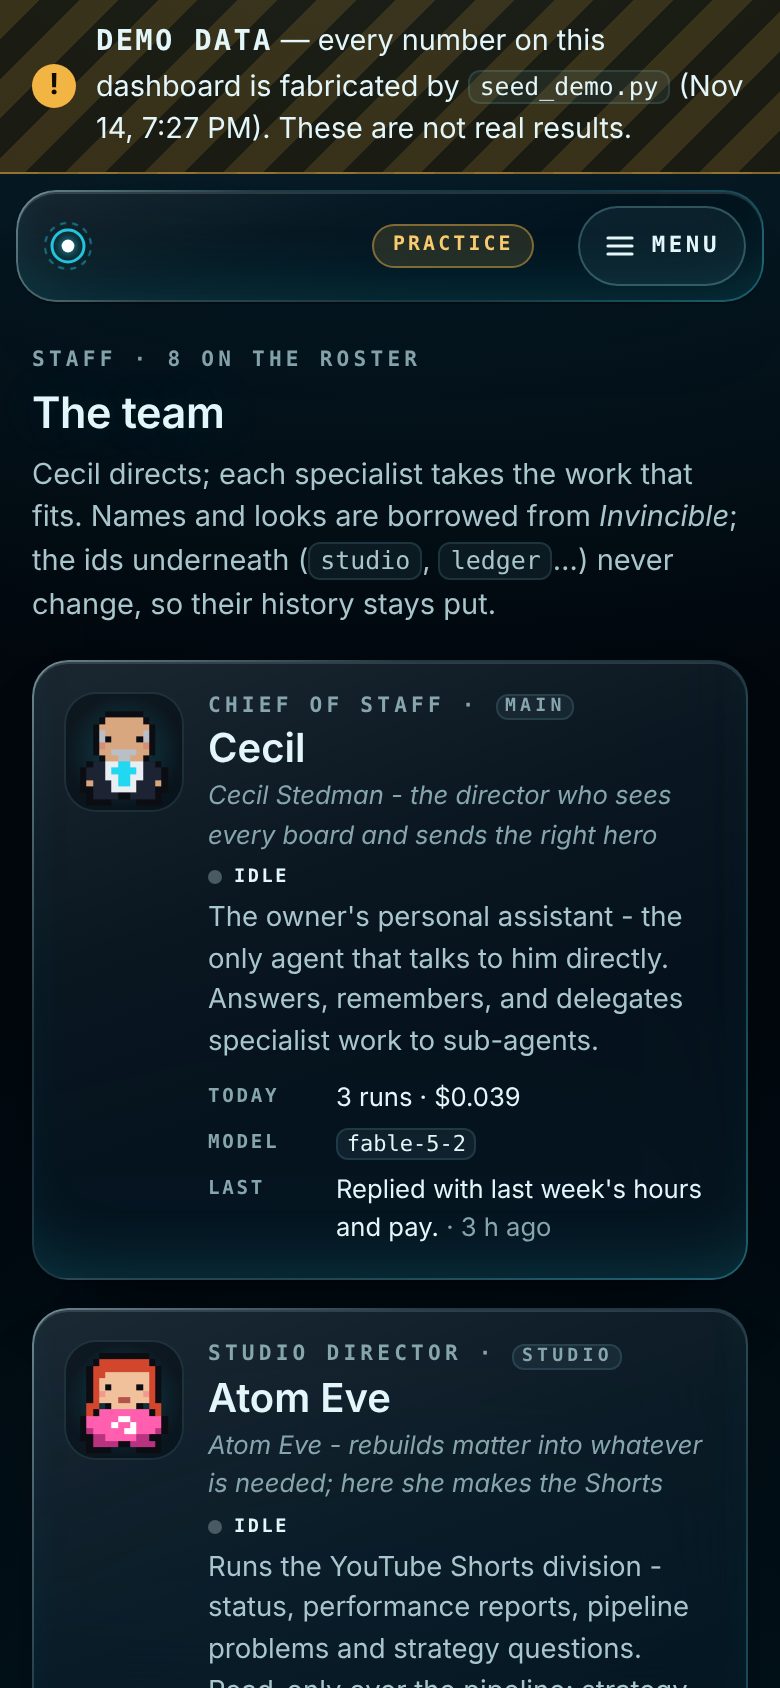 DEMO DATA — every number on this
dashboard is fabricated by seed_demo.py (Nov
14, 7:27 PM). These are not real results.
PRACTICE
MENU
STAFF · 8 ON THE ROSTER
The team
Cecil directs; each specialist takes the work that
fits. Names and looks are borrowed from Invincible;
the ids underneath (studio, ledger…) never
change, so their history stays put.
CHIEF OF STAFF · MAIN
Cecil
Cecil Stedman - the director who sees
every board and sends the right hero
IDLE
The owner's personal assistant - the
only agent that talks to him directly.
Answers, remembers, and delegates
specialist work to sub-agents.
TODAY 3 runs · $0.039
MODEL fable-5-2
LAST Replied with last week's hours
and pay. · 3 h ago
STUDIO DIRECTOR · STUDIO
Atom Eve
Atom Eve - rebuilds matter into whatever
is needed; here she makes the Shorts
IDLE
Runs the YouTube Shorts division -
status, performance reports, pipeline
problems and strategy questions.
Read-only over the pipeline; strategy